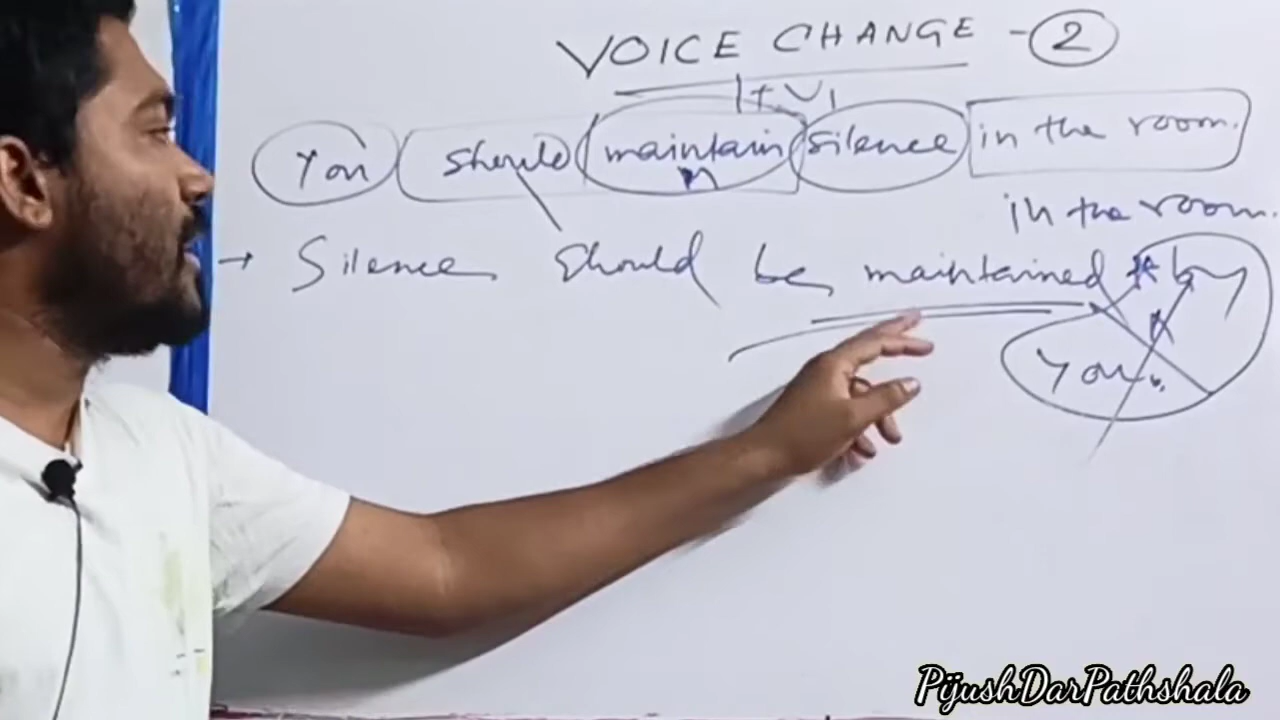 VOICE CHANGE - 2
1+V1
You should maintain silence in the room.
in the room.
→ Silence should be maintained by
You.
PijushDarPathshala